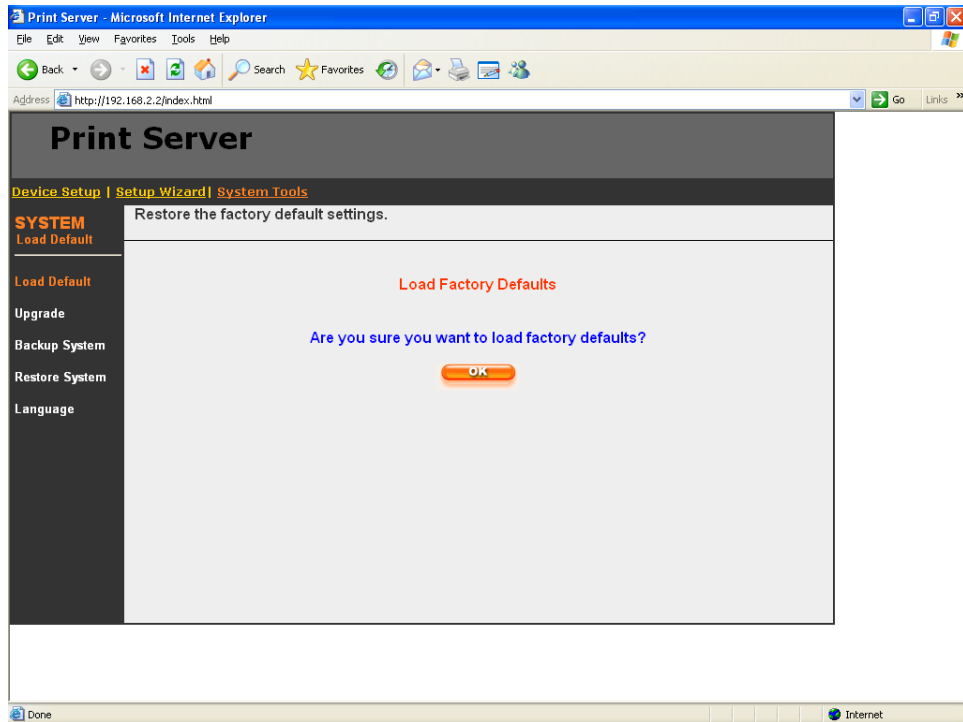 Print Server - Microsoft Internet Explorer
File Edit View Favorites Tools Help
Back Search Favorites
Address http://192.168.2.2/index.html Go Links »
Print Server
Device Setup | Setup Wizard| System Tools
SYSTEM
Load Default
Restore the factory default settings.
Load Default
Upgrade
Backup System
Restore System
Language
Load Factory Defaults
Are you sure you want to load factory defaults?
OK
Done Internet